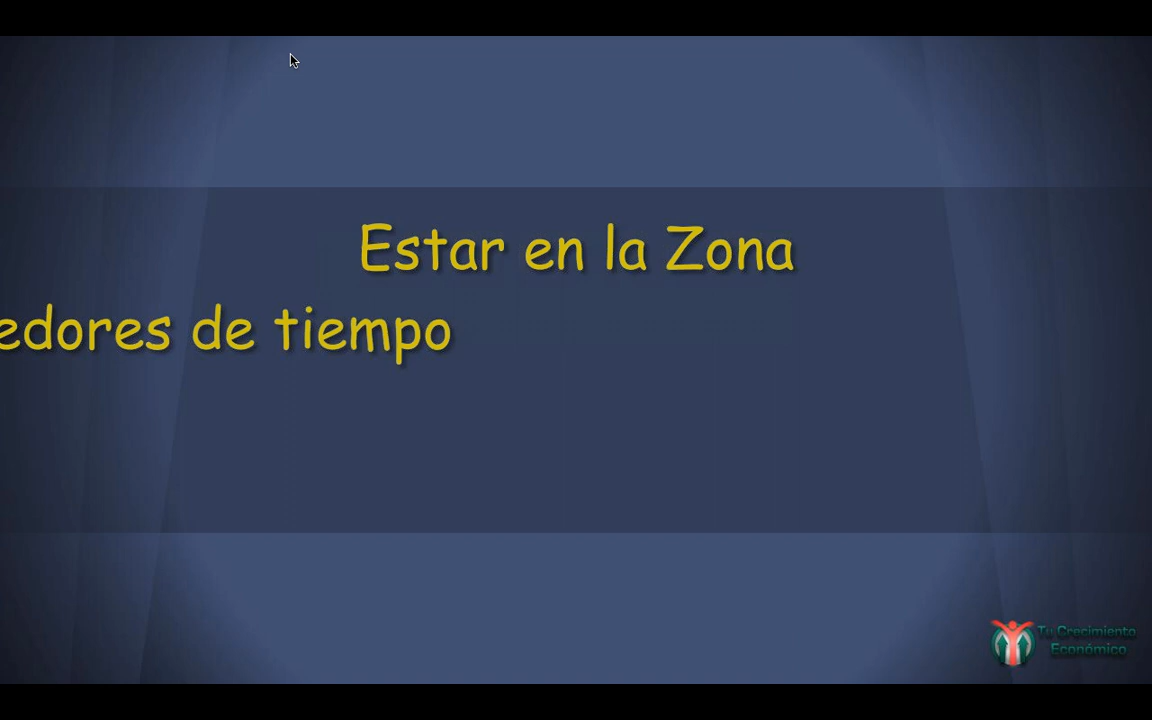 Estar en la Zona
edores de tiempo
Tu Crecimiento
Económico